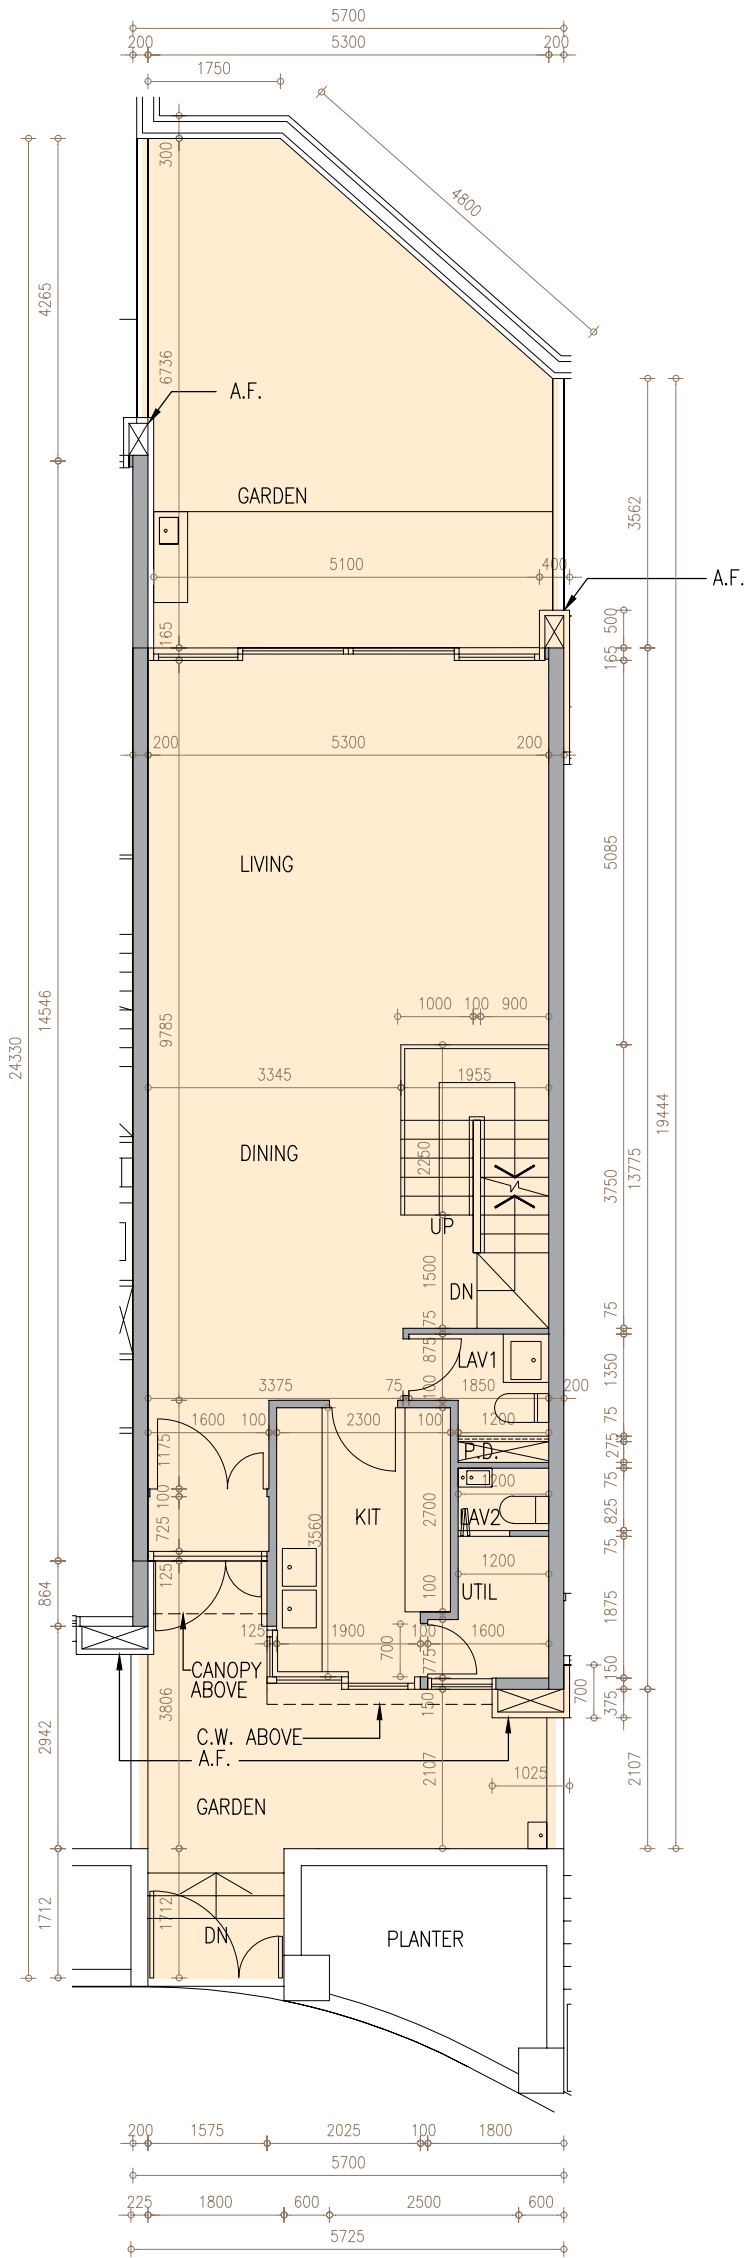 5700
200 5300 200
1750
300
4800
4265
6736
A.F.
GARDEN
3562
5100 400
A.F.
500
165
165
200 5300 200
LIVING
5085
1000 100 900
14546
9785
24330
3345 1955
19444
DINING
2250
3750
13775
UP
1500
DN
75
75
875
LAV1
1350
3375 75 1850 200
100
1600 100 2300 100 1200
75
1175
P.D.
275
100
1200
75
KIT
2700
LAV2
825
725
3560
75
125
1200
864
100
UTIL
1875
125 1900 100 1600
700
775
CANOPY
ABOVE
150
700
3806
150
375
C.W. ABOVE
2942
A.F.
2107
2107
1025
GARDEN
1712
1712
DN
PLANTER
200 1575 2025 100 1800
5700
225 1800 600 2500 600
5725